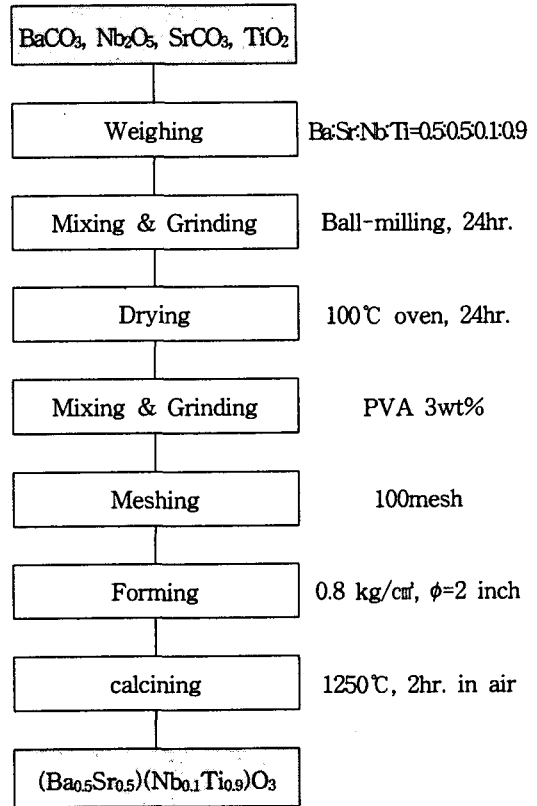 BaCO₃, Nb₂O₅, SrCO₃, TiO₂
Weighing Ba:Sr:Nb:Ti=0.5:0.5:0.1:0.9
Mixing & Grinding Ball-milling, 24hr.
Drying 100℃ oven, 24hr.
Mixing & Grinding PVA 3wt%
Meshing 100mesh
Forming 0.8 kg/㎠, ϕ=2 inch
calcining 1250℃, 2hr. in air
(Ba₀.₅Sr₀.₅)(Nb₀.₁Ti₀.₉)O₃